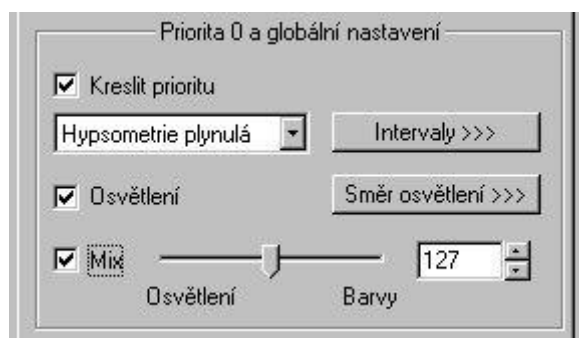 Priorita 0 a globální nastavení
Kreslit prioritu
Hypsometrie plynulá Intervaly >>>
Osvětlení Směr osvětlení >>>
Mix 127
Osvětlení Barvy